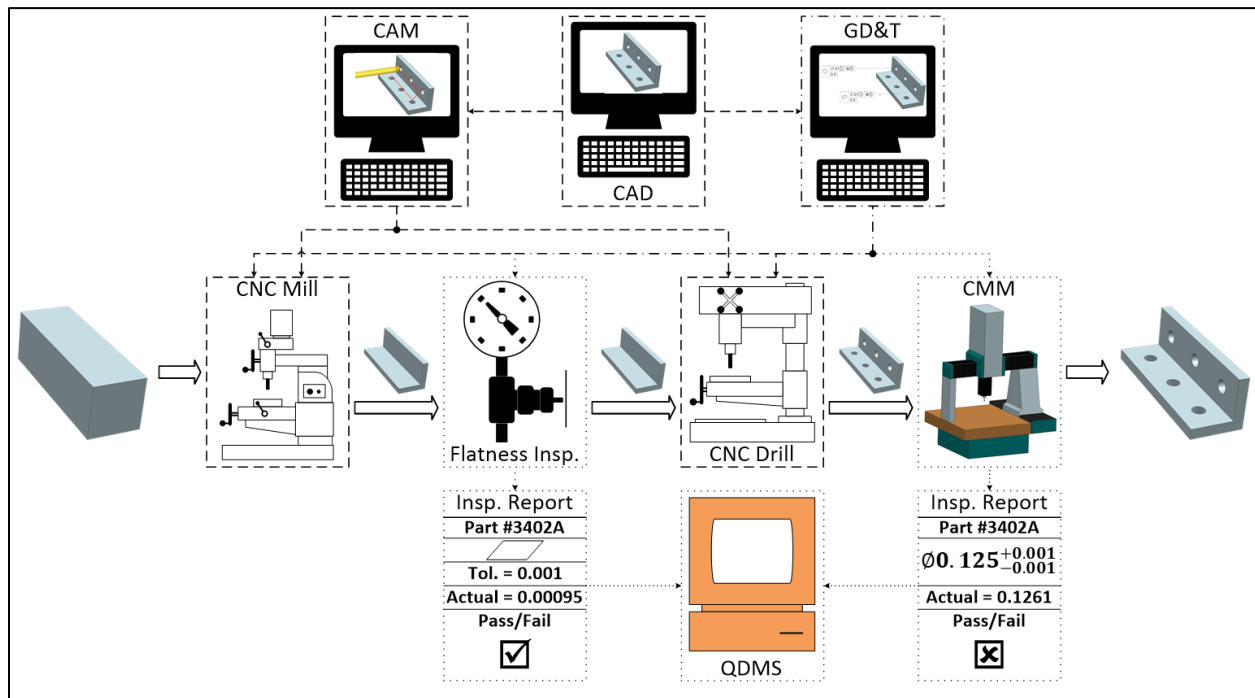 CAM
CAD
GD&T
CNC Mill
Flatness Insp.
CNC Drill
CMM
Insp. Report
Part #3402A
Tol. = 0.001
Actual = 0.00095
Pass/Fail
QDMS
Insp. Report
Part #3402A
∅0.125 +0.001 -0.001
Actual = 0.1261
Pass/Fail